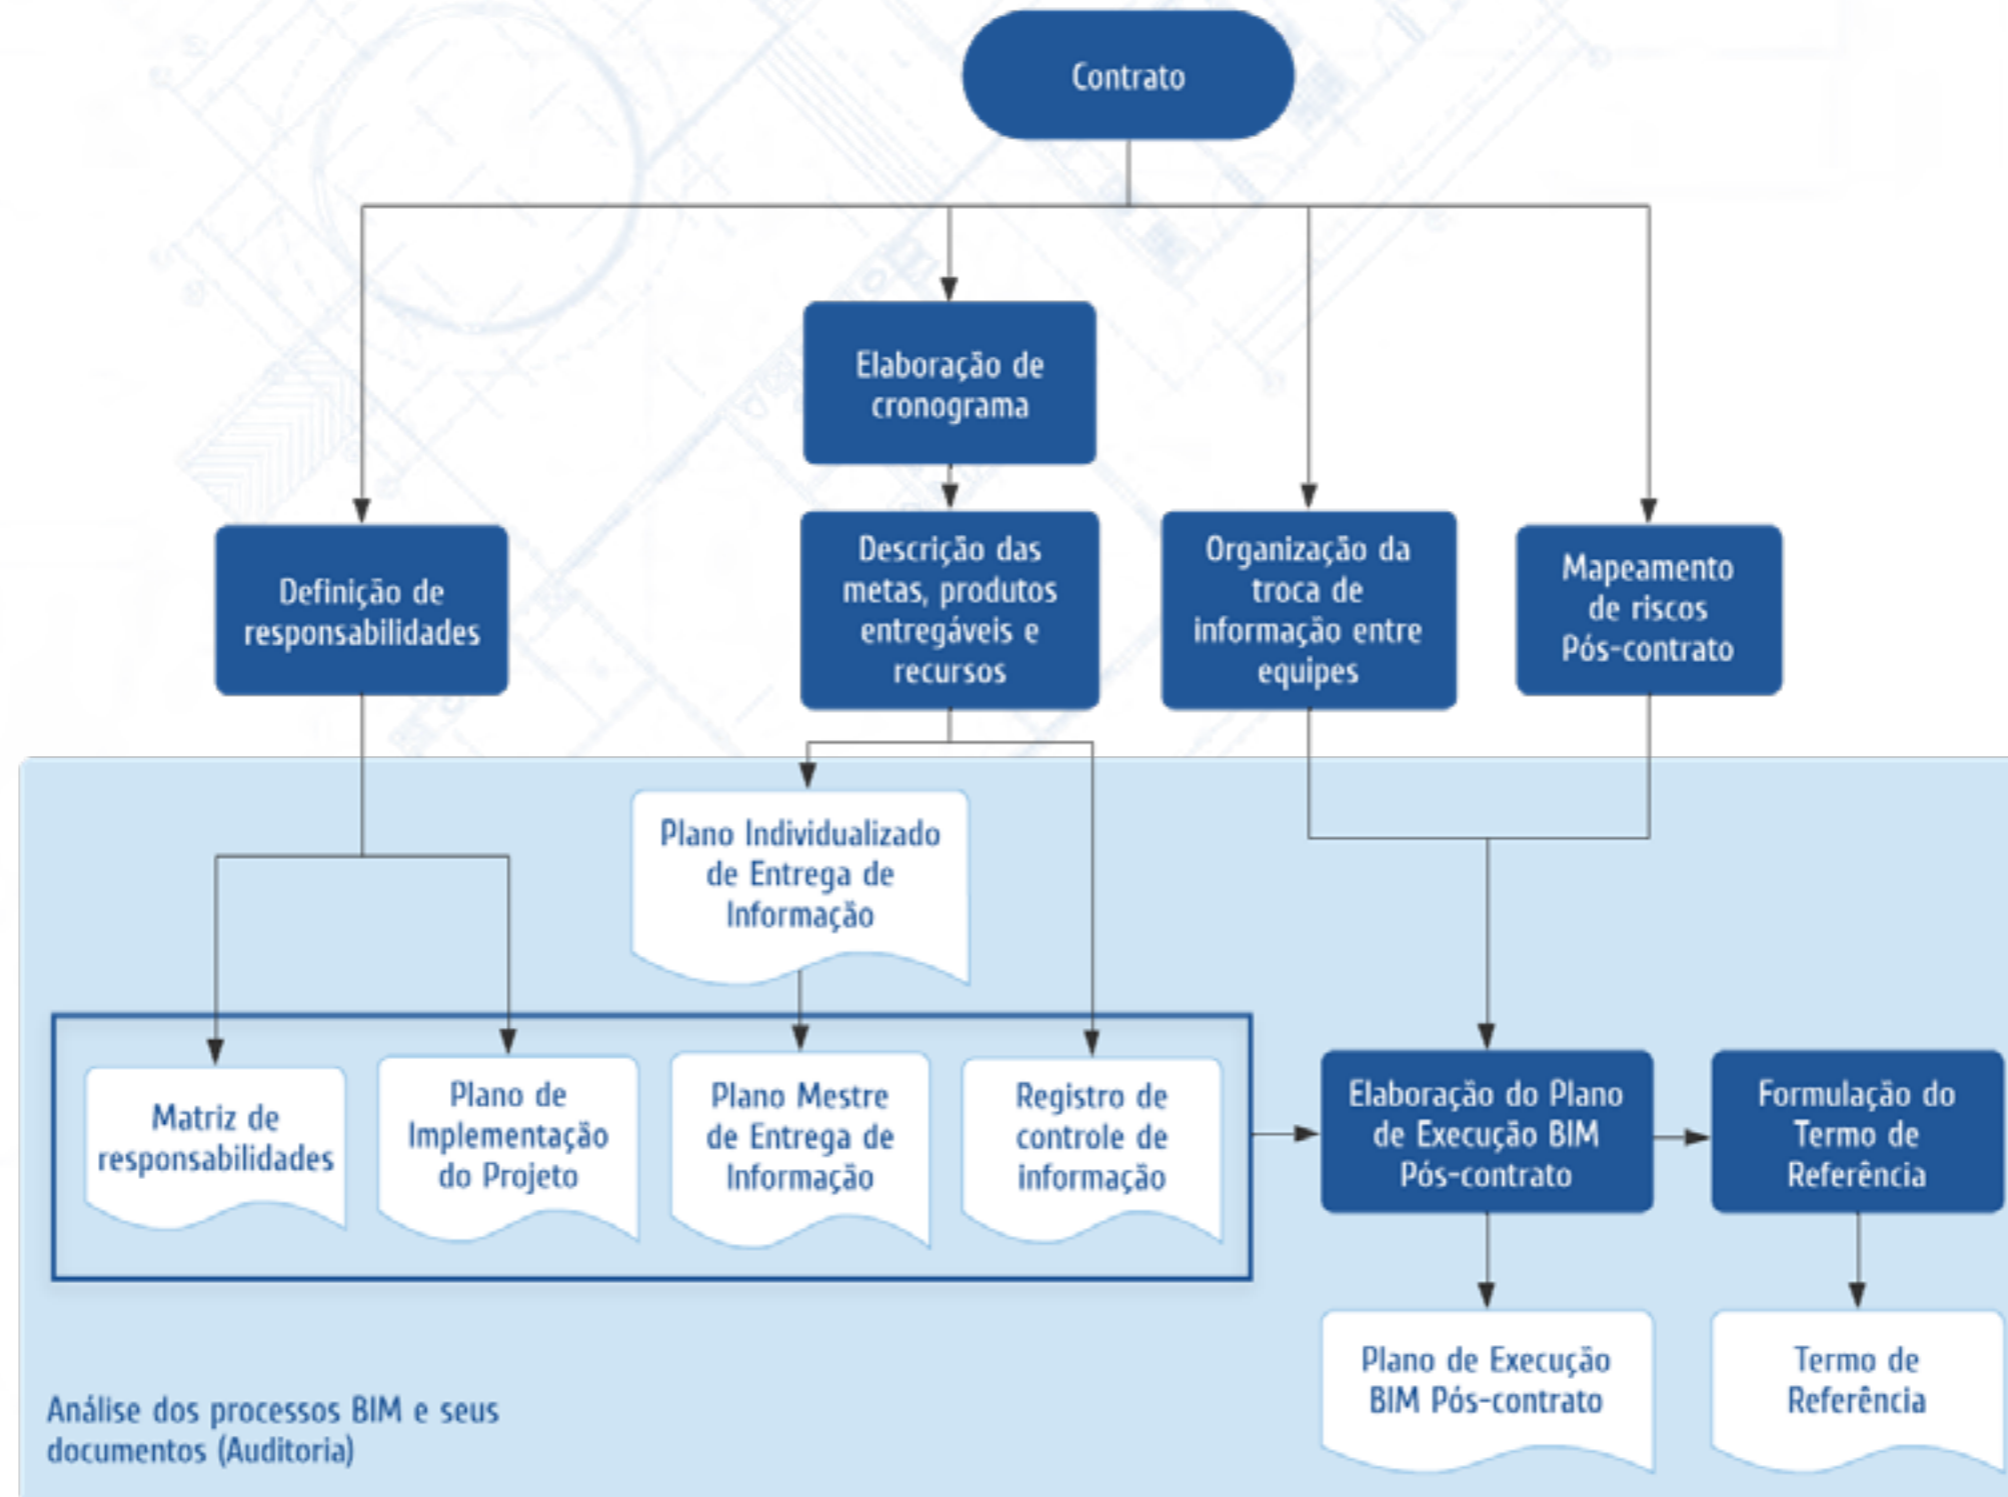 Contrato
Elaboração de
cronograma
Definição de
responsabilidades
Descrição das
metas, produtos
entregáveis e
recursos
Organização da
troca de
informação entre
equipes
Mapeamento
de riscos
Pós-contrato
Plano Individualizado
de Entrega de
Informação
Matriz de
responsabilidades
Plano de
Implementação
do Projeto
Plano Mestre
de Entrega de
Informação
Registro de
controle de
informação
Elaboração do Plano
de Execução BIM
Pós-contrato
Formulação do
Termo de
Referência
Plano de Execução
BIM Pós-contrato
Termo de
Referência
Análise dos processos BIM e seus
documentos (Auditoria)